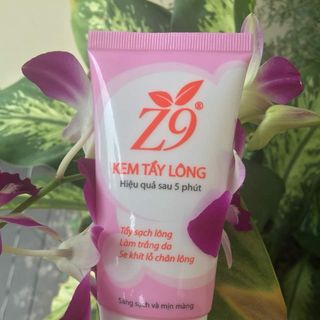 Z9®
KEM TẨY LÔNG
Hiệu quả sau 5 phút
Tẩy sạch lông
Làm trắng da
Se khít lỗ chân lông
Sáng sạch và mịn màng